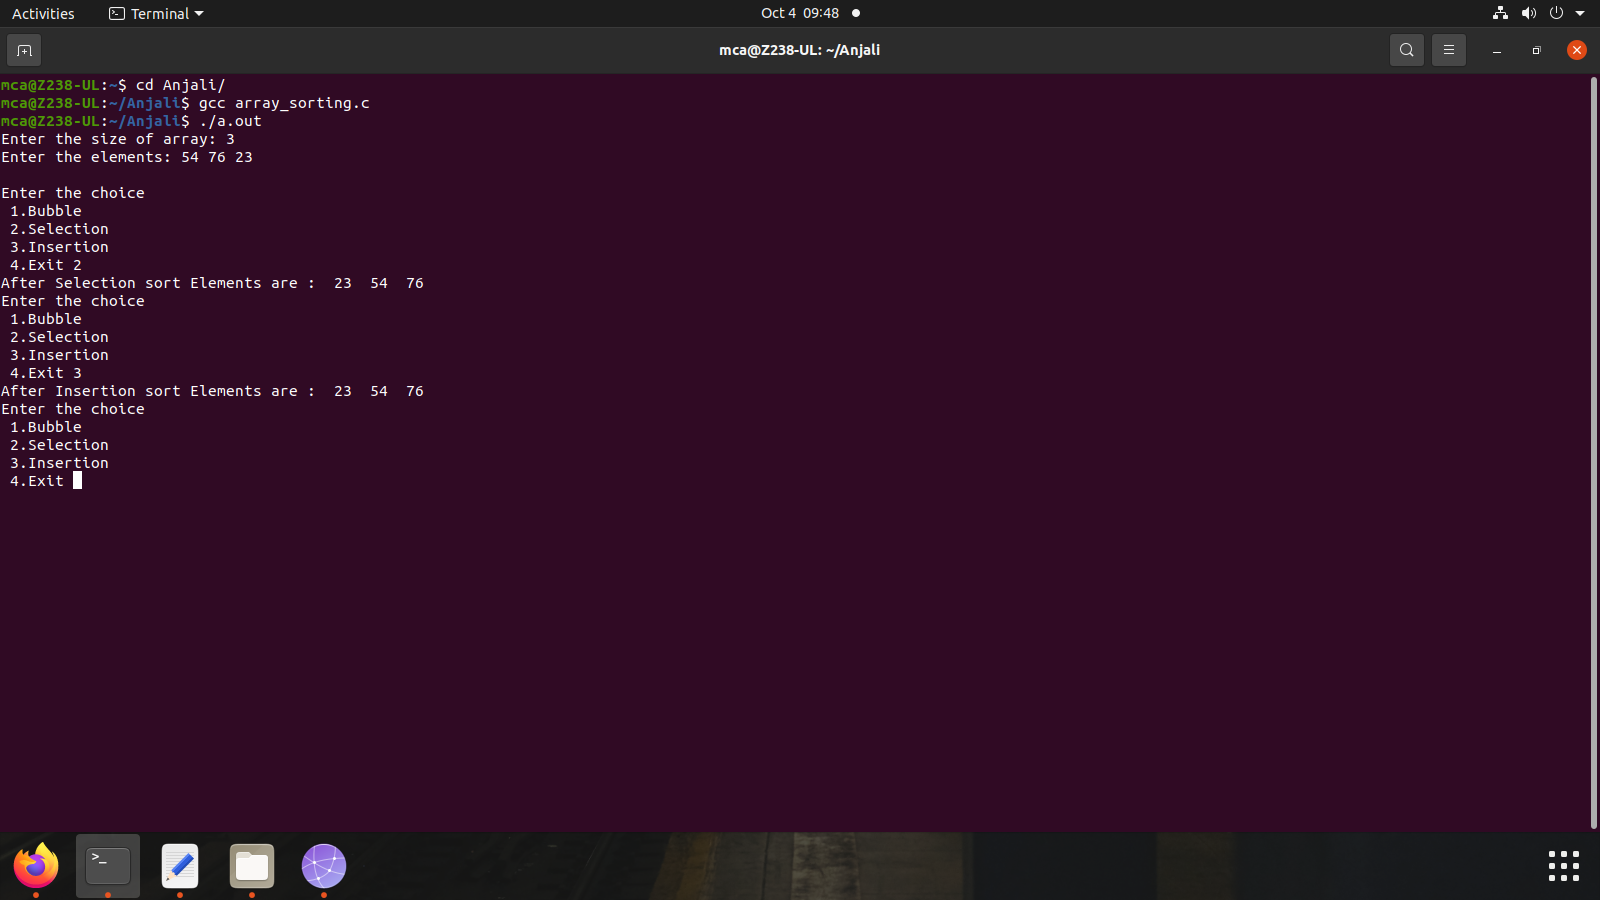 Activities Terminal Oct 4 09:48
mca@Z238-UL: ~/Anjali
mca@Z238-UL:~$ cd Anjali/
mca@Z238-UL:~/Anjali$ gcc array_sorting.c
mca@Z238-UL:~/Anjali$ ./a.out
Enter the size of array: 3
Enter the elements: 54 76 23
Enter the choice
1.Bubble
2.Selection
3.Insertion
4.Exit 2
After Selection sort Elements are :  23  54  76
Enter the choice
1.Bubble
2.Selection
3.Insertion
4.Exit 3
After Insertion sort Elements are :  23  54  76
Enter the choice
1.Bubble
2.Selection
3.Insertion
4.Exit